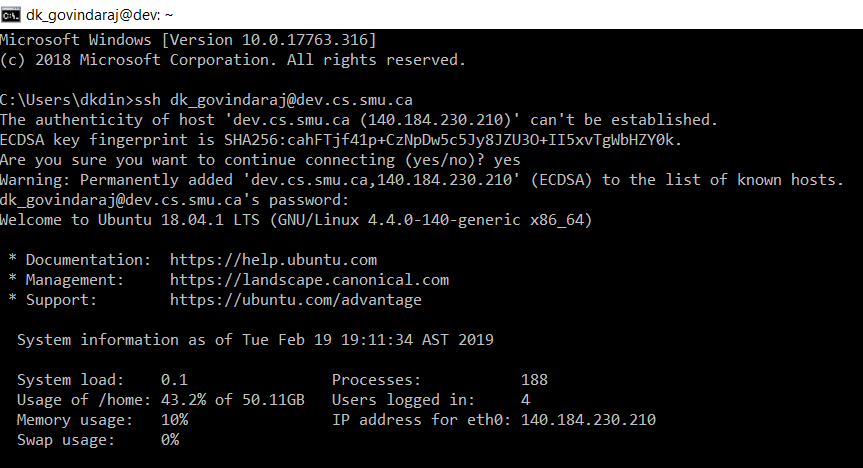 dk_govindaraj@dev: ~
Microsoft Windows [Version 10.0.17763.316]
(c) 2018 Microsoft Corporation. All rights reserved.
C:\Users\dkdin>ssh dk_govindaraj@dev.cs.smu.ca
The authenticity of host 'dev.cs.smu.ca (140.184.230.210)' can't be established.
ECDSA key fingerprint is SHA256:cahFTjf41p+CzNpDw5c5Jy8JZU3O+II5xvTgWbHZY0k.
Are you sure you want to continue connecting (yes/no)? yes
Warning: Permanently added 'dev.cs.smu.ca,140.184.230.210' (ECDSA) to the list of known hosts.
dk_govindaraj@dev.cs.smu.ca's password:
Welcome to Ubuntu 18.04.1 LTS (GNU/Linux 4.4.0-140-generic x86_64)
* Documentation:  https://help.ubuntu.com
* Management:     https://landscape.canonical.com
* Support:        https://ubuntu.com/advantage
System information as of Tue Feb 19 19:11:34 AST 2019
System load:    0.1                Processes:           188
Usage of /home: 43.2% of 50.11GB   Users logged in:     4
Memory usage:   10%                IP address for eth0: 140.184.230.210
Swap usage:     0%